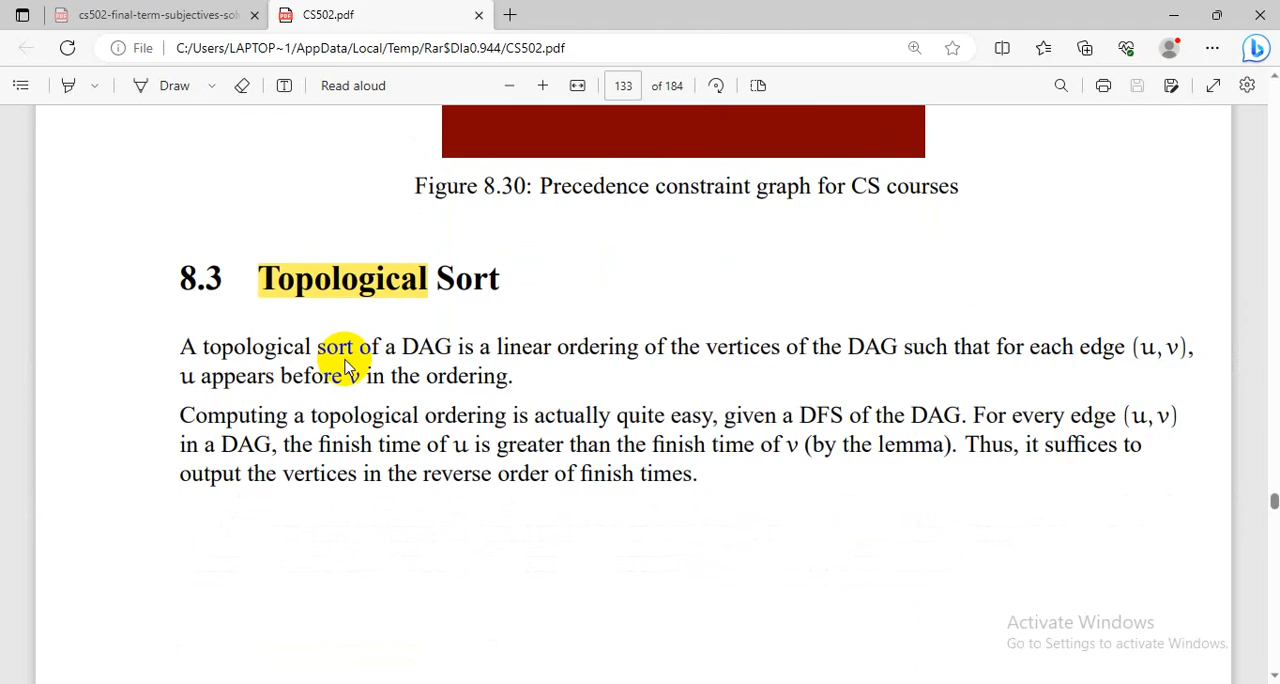 cs502-final-term-subjectives-sol
CS502.pdf
File
C:/Users/LAPTOP~1/AppData/Local/Temp/Rar$DIa0.944/CS502.pdf
Draw
Read aloud
133 of 184
Figure 8.30: Precedence constraint graph for CS courses
8.3 Topological Sort
A topological sort of a DAG is a linear ordering of the vertices of the DAG such that for each edge (u, v),
u appears before v in the ordering.
Computing a topological ordering is actually quite easy, given a DFS of the DAG. For every edge (u, v)
in a DAG, the finish time of u is greater than the finish time of v (by the lemma). Thus, it suffices to
output the vertices in the reverse order of finish times.
Activate Windows
Go to Settings to activate Windows.